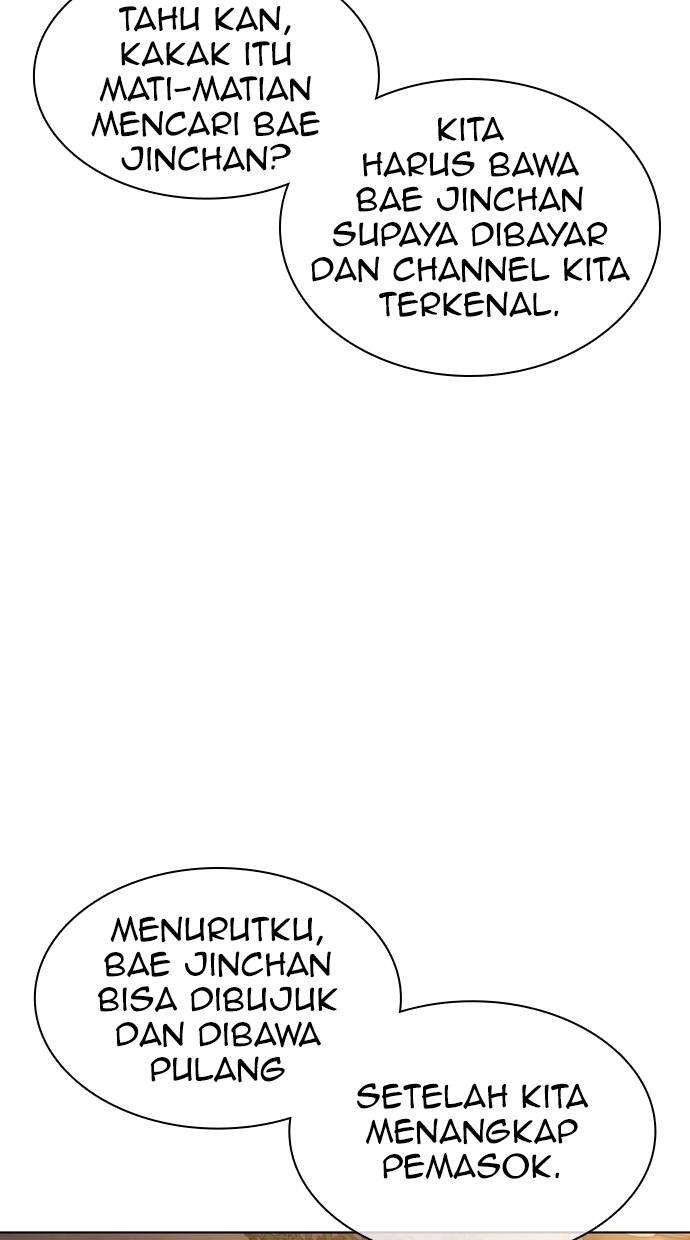 TAHU KAN,
KAKAK ITU
MATI-MATIAN
MENCARI BAE
JINCHAN?
KITA
HARUS BAWA
BAE JINCHAN
SUPAYA DIBAYAR
DAN CHANNEL KITA
TERKENAL.
MENURUTKU,
BAE JINCHAN
BISA DIBUJUK
DAN DIBAWA
PULANG
SETELAH KITA
MENANGKAP
PEMASOK.